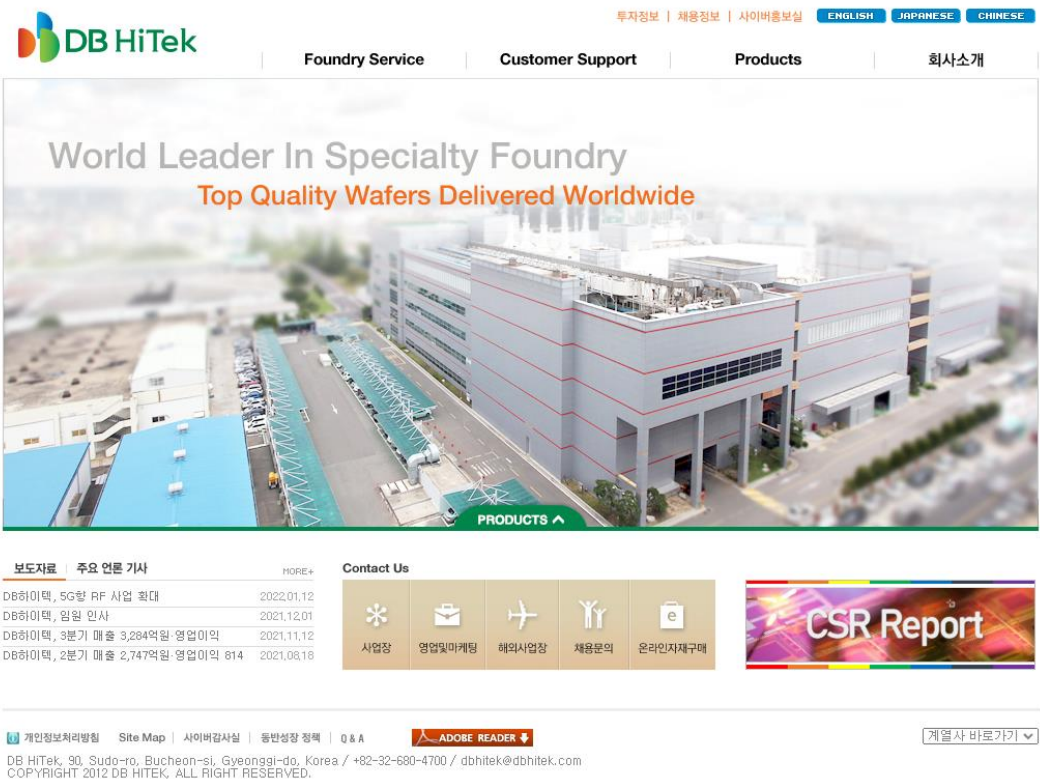 투자정보 | 채용정보 | 사이버홍보실 ENGLISH JAPANESE CHINESE
DB HiTek
Foundry Service Customer Support Products 회사소개
World Leader In Specialty Foundry
Top Quality Wafers Delivered Worldwide
PRODUCTS
보도자료 주요 언론 기사 MORE+
DB하이텍, 5G향 RF 사업 확대 2022,01,12
DB하이텍, 임원 인사 2021,12,01
DB하이텍, 3분기 매출 3,284억원·영업이익 2021,11,12
DB하이텍, 2분기 매출 2,747억원·영업이익 814 2021,08,18
Contact Us
사업장 영업및마케팅 해외사업장 채용문의 온라인자재구매
e
CSR Report
개인정보처리방침 Site Map | 사이버감사실 | 동반성장 정책 | Q & A ADOBE READER 계열사 바로가기
DB HiTek, 90, Sudo-ro, Bucheon-si, Gyeonggi-do, Korea / +82-32-680-4700 / dbhitek@dbhitek.com
COPYRIGHT 2012 DB HITEK, ALL RIGHT RESERVED.